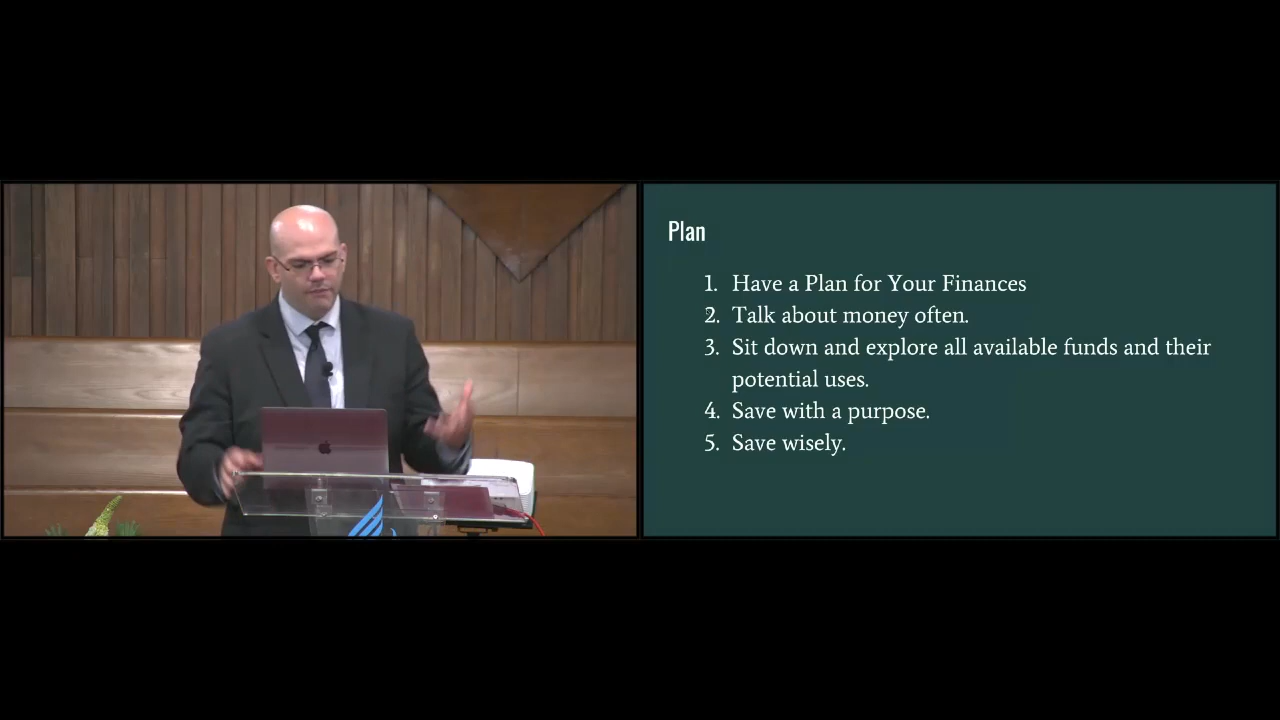 Plan
1. Have a Plan for Your Finances
2. Talk about money often.
3. Sit down and explore all available funds and their
potential uses.
4. Save with a purpose.
5. Save wisely.